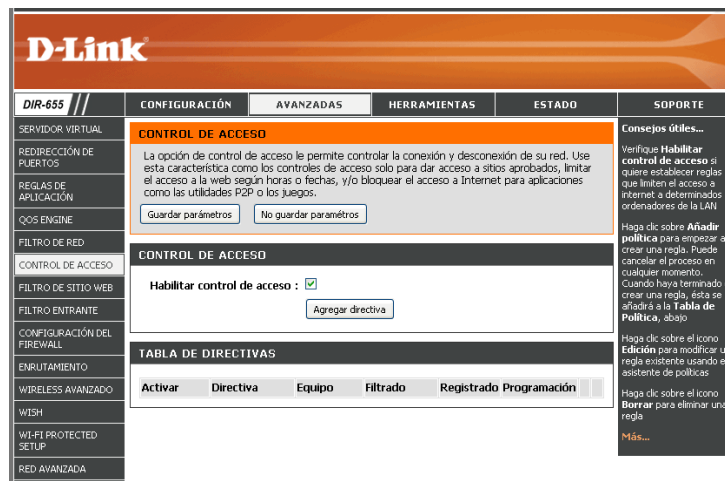 D-Link
DIR-655
CONFIGURACIÓN
AVANZADAS
HERRAMIENTAS
ESTADO
SOPORTE
SERVIDOR VIRTUAL
REDIRECCIÓN DE
PUERTOS
REGLAS DE
APLICACIÓN
QOS ENGINE
FILTRO DE RED
CONTROL DE ACCESO
FILTRO DE SITIO WEB
FILTRO ENTRANTE
CONFIGURACIÓN DEL
FIREWALL
ENRUTAMIENTO
WIRELESS AVANZADO
WISH
WI-FI PROTECTED
SETUP
RED AVANZADA
CONTROL DE ACCESO
La opción de control de acceso le permite controlar la conexión y desconexión de su red. Use
esta característica como los controles de acceso solo para dar acceso a sitios aprobados, limitar
el acceso a la web según horas o fechas, y/o bloquear el acceso a Internet para aplicaciones
como las utilidades P2P o los juegos.
Guardar parámetros
No guardar paramétros
CONTROL DE ACCESO
Habilitar control de acceso :
Agregar directiva
TABLA DE DIRECTIVAS
Activar Directiva Equipo Filtrado Registrado Programación
Consejos útiles...
Verifique Habilitar
control de acceso si
quiere establecer reglas
que limiten el acceso a
internet a determinados
ordenadores de la LAN
Haga clic sobre Añadir
política para empezar a
crear una regla. Puede
cancelar el proceso en
cualquier momento.
Cuando haya terminado
crear una regla, ésta se
añadirá a la Tabla de
Política, abajo
Haga clic sobre el icono
Edición para modificar u
regla existente usando e
asistente de políticas
Haga clic sobre el icono
Borrar para eliminar una
regla
Más...